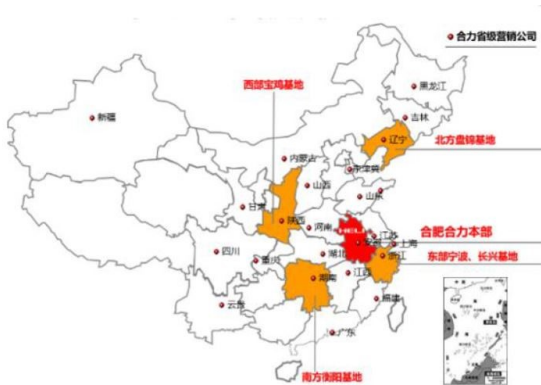 合力省级营销公司
西部宝鸡基地
黑龙江
新疆
吉林
辽宁
北方盘锦基地
内蒙古
京津冀
山西
山东
甘肃
陕西
河南
HELI
江苏
合肥合力本部
安徽
上海
四川
重庆
湖北
浙江
东部宁波、长兴基地
湖南
江西
云南
福建
广东
南方衡阳基地